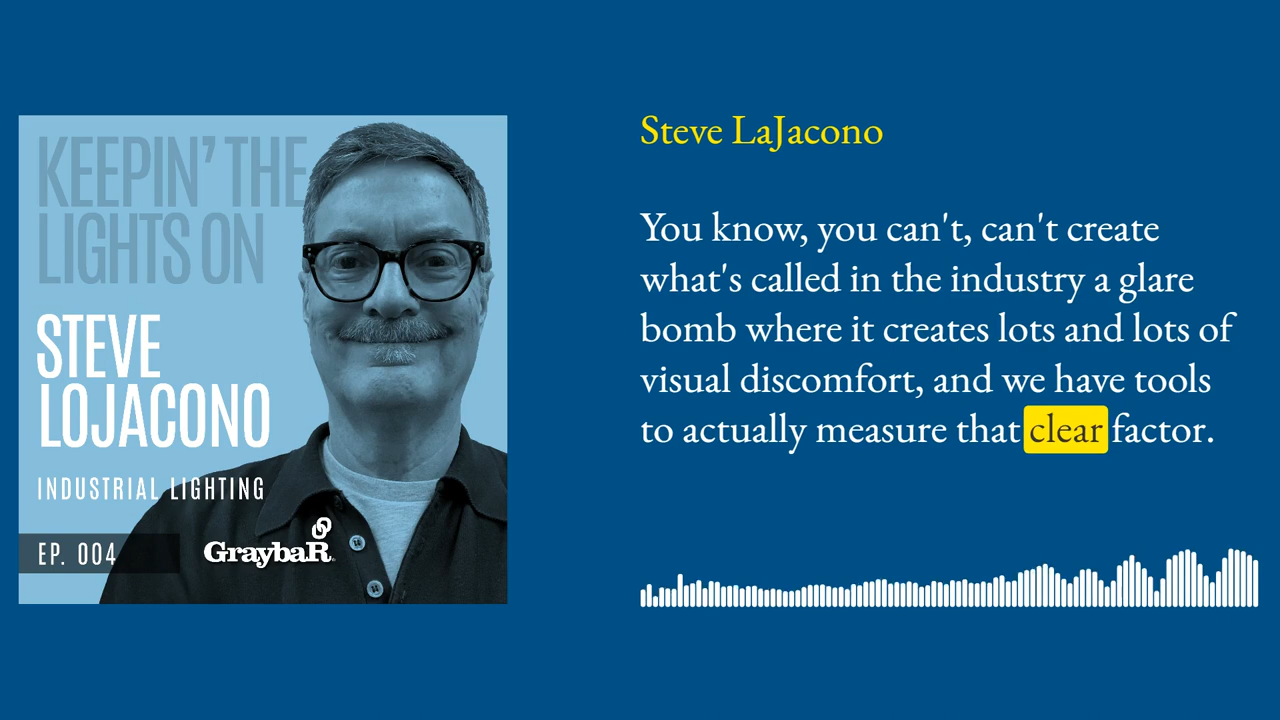 KEEPIN' THE
LIGHTS ON
STEVE
LOJACONO
INDUSTRIAL LIGHTING
EP. 004
GraybaR
Steve LaJacono
You know, you can't, can't create
what's called in the industry a glare
bomb where it creates lots and lots of
visual discomfort, and we have tools
to actually measure that clear factor.